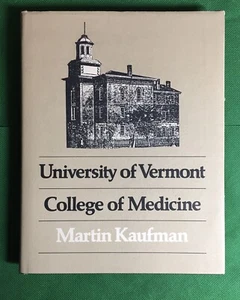 University of Vermont
College of Medicine
Martin Kaufman